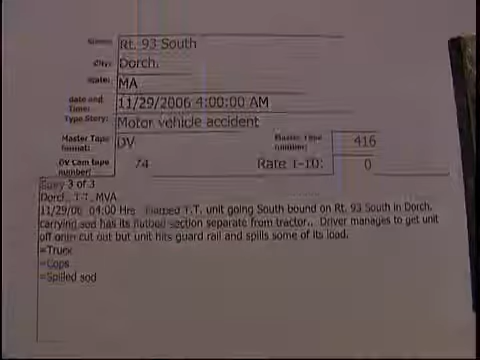 Street: Rt. 93 South
City: Dorch.
State: MA
date and Time: 11/29/2006 4:00:00 AM
Type Story: Motor vehicle accident
Master Tape format: DV Master Tape number: 416
DV Cam tape number: 74 Rate 1-10: 0
3 of 3
Dorch., T.T. MVA
11/29/06 04:00 Hrs T.T. unit going South bound on Rt. 93 South in Dorch.
carrying sod has its flatbed section separate from tractor.. Driver manages to get unit
off onto cut out but unit hits guard rail and spills some of its load.
=Truck
=Cops
=Spilled sod